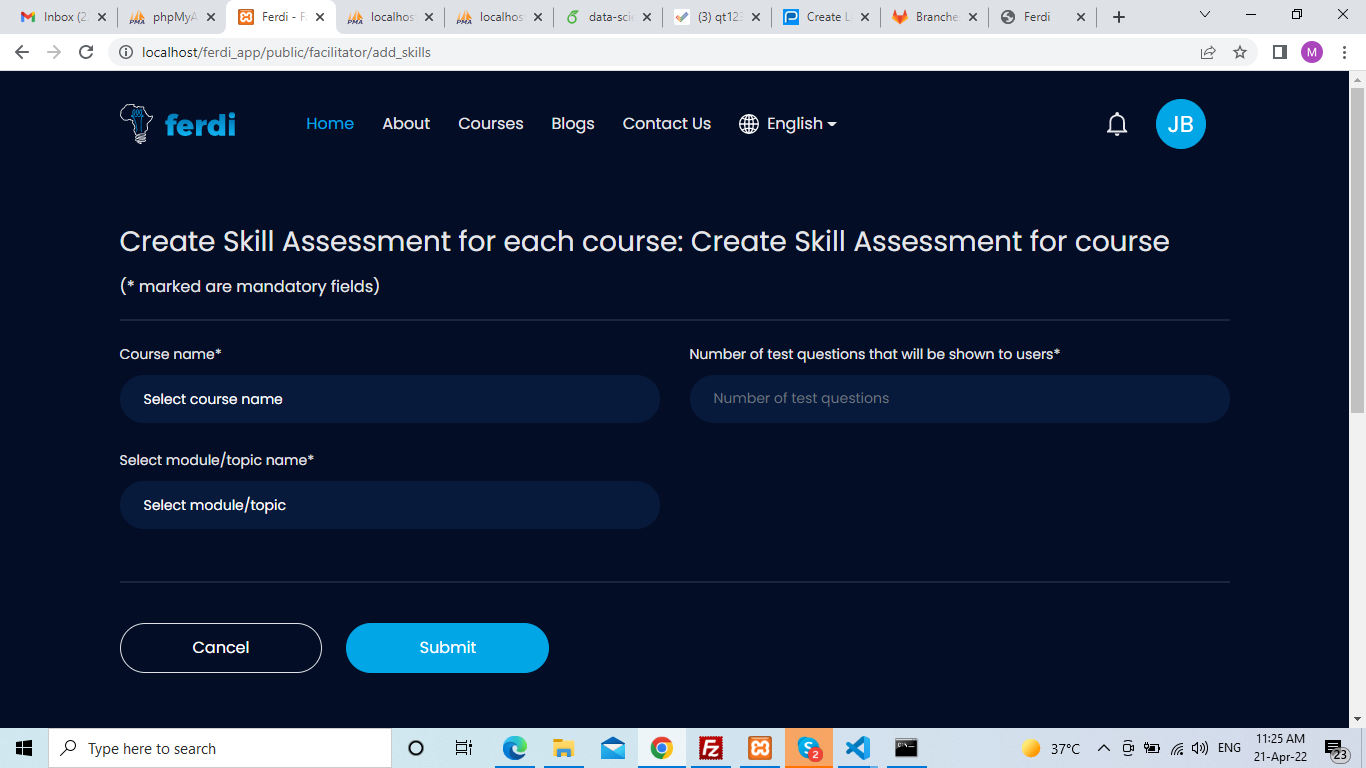 Inbox (2
phpMyA
Ferdi - F
localhos
localhos
data-scie
(3) qt123
Create L
Branche
Ferdi
localhost/ferdi_app/public/facilitator/add_skills
M
ferdi
Home About Courses Blogs Contact Us English
JB
Create Skill Assessment for each course: Create Skill Assessment for course
(* marked are mandatory fields)
Course name*
Number of test questions that will be shown to users*
Select course name
Number of test questions
Select module/topic name*
Select module/topic
Cancel
Submit
Type here to search
2
37°C
ENG
11:25 AM
21-Apr-22
23